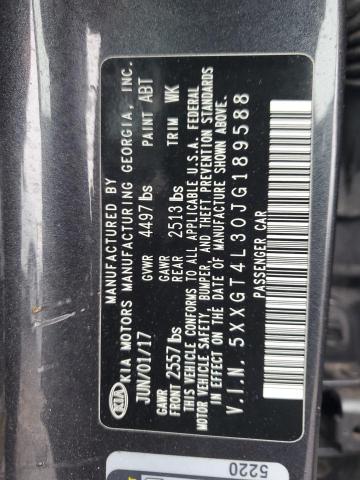 MANUFACTURED BY
KIA KIA MOTORS MANUFACTURING GEORGIA, INC.
JUN/01/17 GVWR 4497 lbs PAINT ABT
GAWR FRONT 2557 lbs GAWR REAR 2513 lbs TRIM WK
THIS VEHICLE CONFORMS TO ALL APPLICABLE U.S.A. FEDERAL
MOTOR VEHICLE SAFETY, BUMPER, AND THEFT PREVENTION STANDARDS
IN EFFECT ON THE DATE OF MANUFACTURE SHOWN ABOVE.
V.I.N. 5XXGT4L30JG189588
PASSENGER CAR
5220